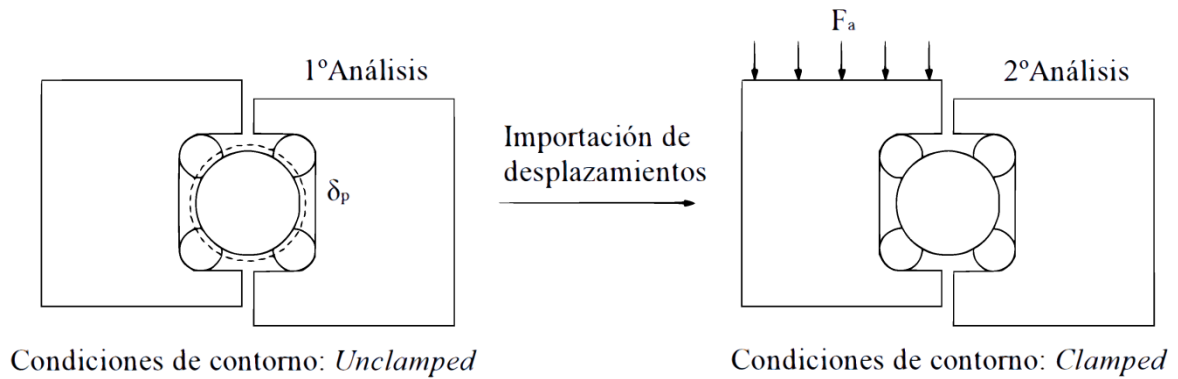 1ºAnálisis
δp
Condiciones de contorno: Unclamped
Importación de
desplazamientos
Fa
2ºAnálisis
Condiciones de contorno: Clamped